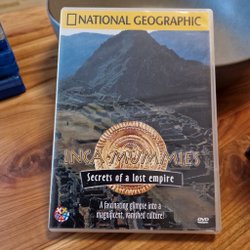 NATIONAL GEOGRAPHIC
INCA MUMMIES
Secrets of a lost empire
A fascinating glimpse into a
magnificent, vanished culture!
DVD